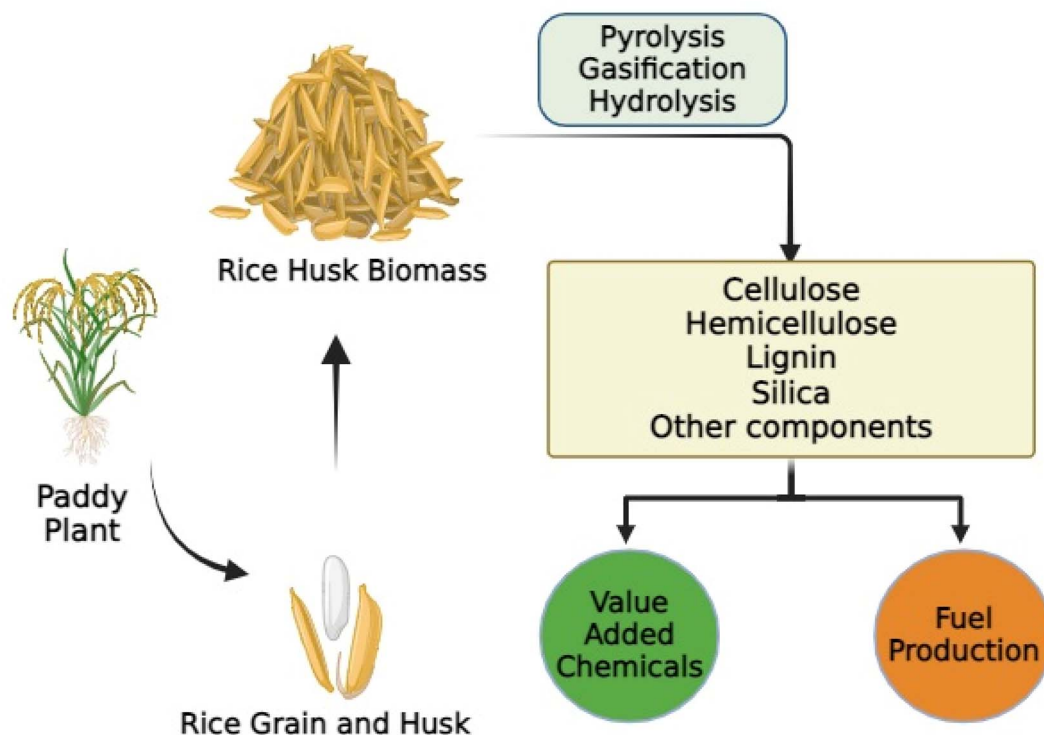 Pyrolysis
Gasification
Hydrolysis
Rice Husk Biomass
Cellulose
Hemicellulose
Lignin
Silica
Other components
Paddy
Plant
Rice Grain and Husk
Value
Added
Chemicals
Fuel
Production